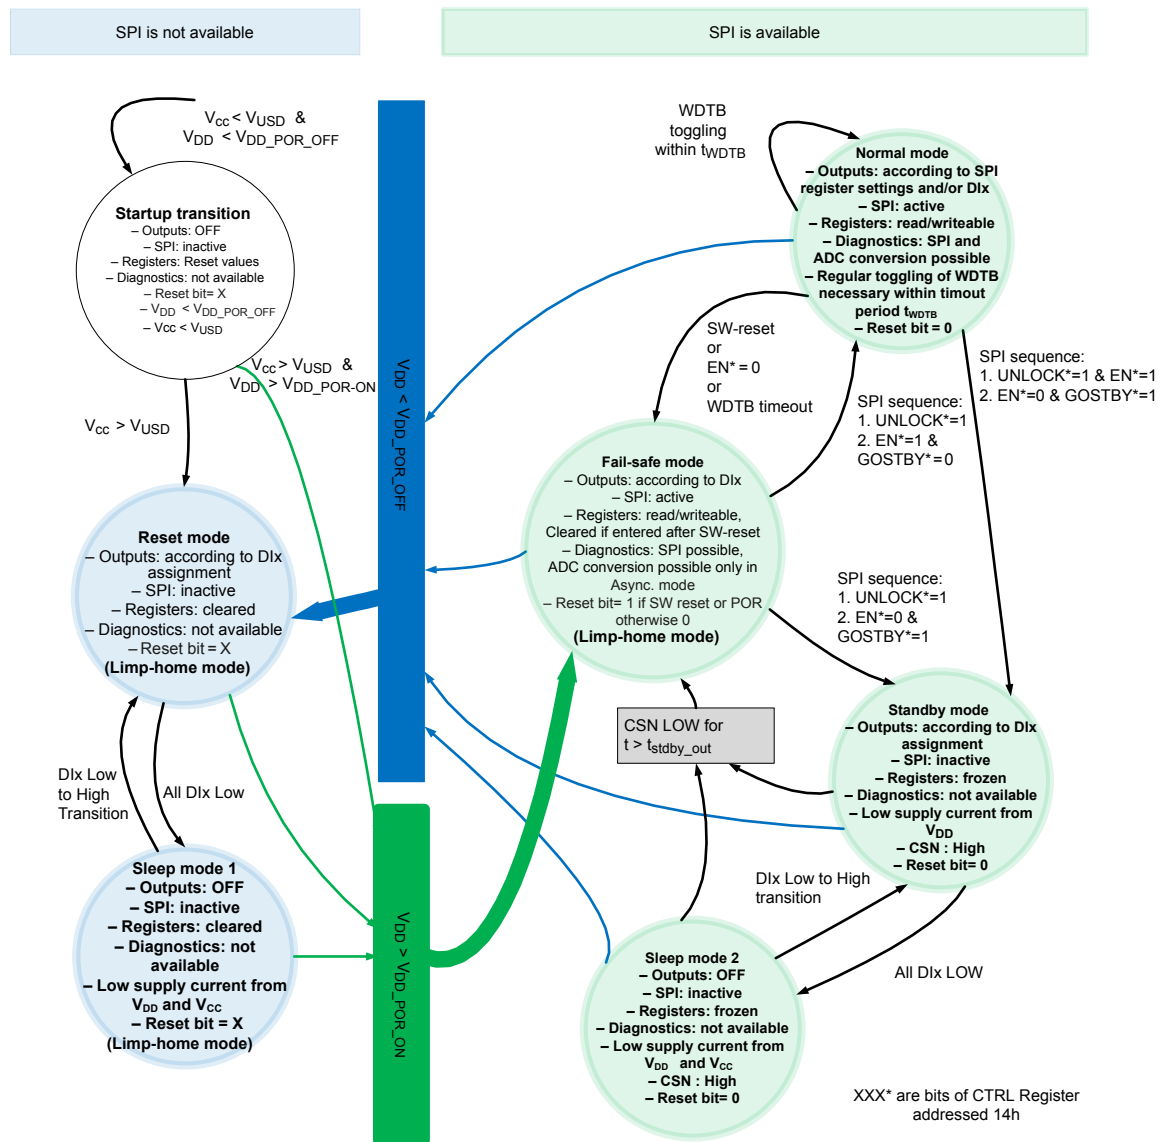 SPI is not available
SPI is available
Vcc < VUSD &
VDD < VDD_POR_OFF
Startup transition
– Outputs: OFF
– SPI: inactive
– Registers: Reset values
– Diagnostics: not available
– Reset bit= X
– VDD < VDD_POR_OFF
– Vcc < VUSD
Vcc > VUSD &
VDD > VDD_POR-ON
Vcc > VUSD
Reset mode
– Outputs: according to DIx
assignment
– SPI: inactive
– Registers: cleared
– Diagnostics: not available
– Reset bit = X
(Limp-home mode)
DIx Low
to High
Transition
All DIx Low
Sleep mode 1
– Outputs: OFF
– SPI: inactive
– Registers: cleared
– Diagnostics: not
available
– Low supply current from
VDD and VCC
– Reset bit = X
(Limp-home mode)
VDD < VDD_POR_OFF
VDD > VDD_POR_ON
WDTB
toggling
within tWDTB
Normal mode
– Outputs: according to SPI
register settings and/or DIx
– SPI: active
– Registers: read/writeable
– Diagnostics: SPI and
ADC conversion possible
– Regular toggling of WDTB
necessary within timout
period tWDTB
– Reset bit = 0
SW-reset
or
EN* = 0
or
WDTB timeout
SPI sequence:
1. UNLOCK*=1
2. EN*=1 &
GOSTBY*=0
SPI sequence:
1. UNLOCK*=1 & EN*=1
2. EN*=0 & GOSTBY*=1
Fail-safe mode
– Outputs: according to DIx
– SPI: active
– Registers: read/writeable,
Cleared if entered after SW-reset
– Diagnostics: SPI possible,
ADC conversion possible only in
Async. mode
– Reset bit= 1 if SW reset or POR
otherwise 0
(Limp-home mode)
SPI sequence:
1. UNLOCK*=1
2. EN*=0 &
GOSTBY*=1
CSN LOW for
t > tstdby_out
Standby mode
– Outputs: according to DIx
assignment
– SPI: inactive
– Registers: frozen
– Diagnostics: not available
– Low supply current from
VDD
– CSN : High
– Reset bit= 0
DIx Low to High
transition
All DIx LOW
Sleep mode 2
– Outputs: OFF
– SPI: inactive
– Registers: frozen
– Diagnostics: not available
– Low supply current from
VDD and VCC
– CSN : High
– Reset bit= 0
XXX* are bits of CTRL Register
addressed 14h